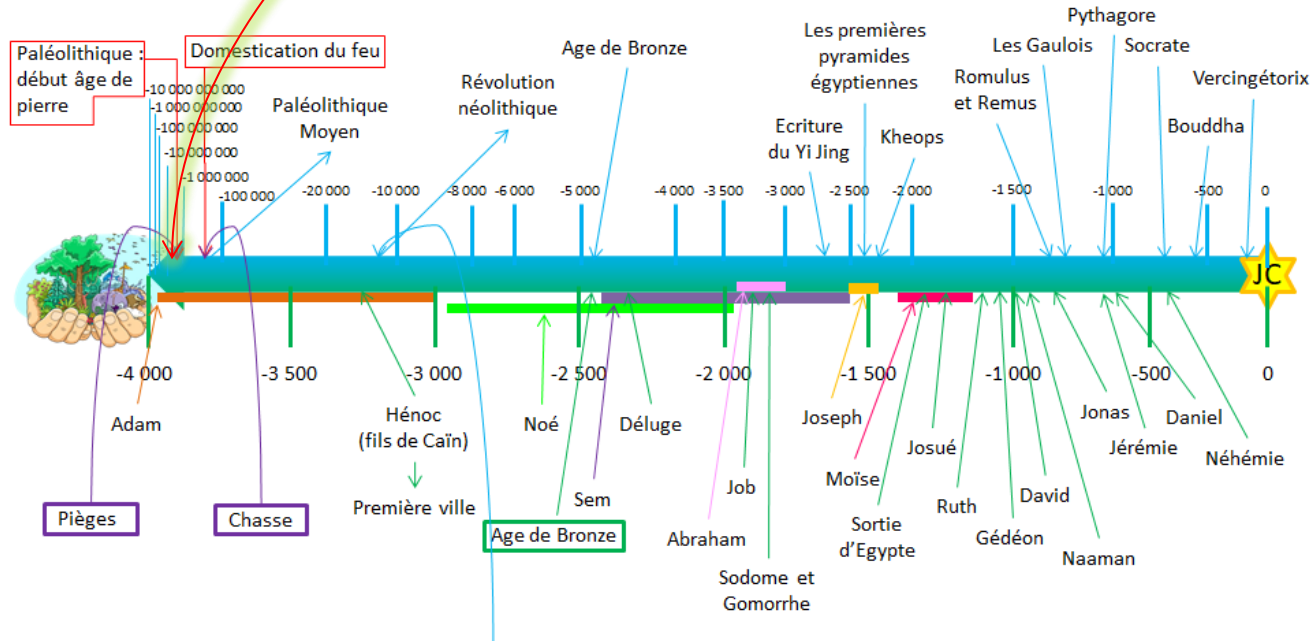 Pythagore
Les premières
pyramides
égyptiennes
Les Gaulois
Socrate
Paléolithique :
début âge de
pierre
Domestication du feu
Age de Bronze
Romulus
et Remus
Vercingétorix
Révolution
néolithique
Paléolithique
Moyen
Ecriture
du Yi Jing
Kheops
Bouddha
-10 000 000 000
-1 000 000 000
-100 000 000
-10 000 000
-1 000 000
-100 000
-20 000
-10 000
-8 000
-6 000
-5 000
-4 000
-3 500
-3 000
-2 500
-2 000
-1 500
-1 000
-500
0
JC
-4 000
-3 500
-3 000
-2 500
-2 000
-1 500
-1 000
-500
0
Adam
Hénoc
(fils de Caïn)
Première ville
Noé
Déluge
Joseph
Jonas
Daniel
Jérémie
Néhémie
Josué
Moïse
Job
Sem
Ruth
David
Pièges
Chasse
Age de Bronze
Abraham
Sortie
d’Egypte
Gédéon
Naaman
Sodome et
Gomorrhe